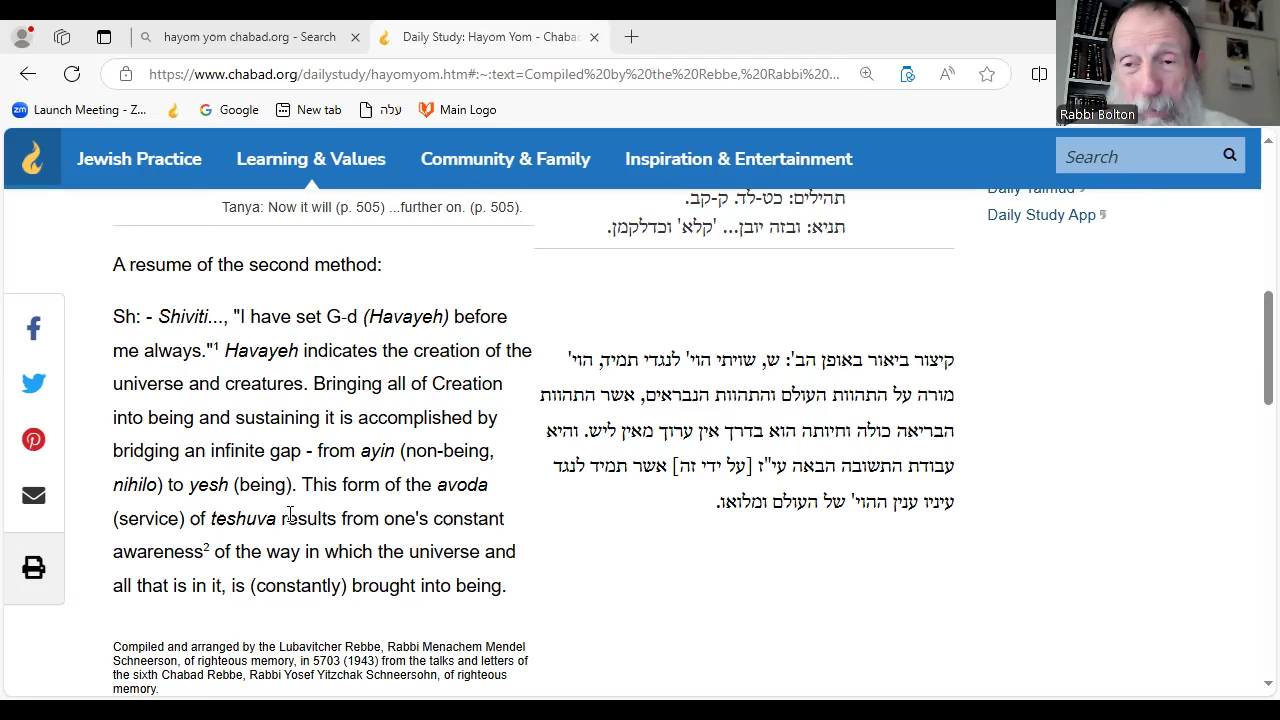 hayom yom chabad.org - Search
Daily Study: Hayom Yom - Chaba
https://www.chabad.org/dailystudy/hayomyom.htm#:~:text=Compiled%20by%20the%20Rebbe,%20Rabbi%...
zm Launch Meeting - Z...
Google
New tab
עלה
Main Logo
Rabbi Bolton
Jewish Practice
Learning & Values
Community & Family
Inspiration & Entertainment
Search
Tanya: Now it will (p. 505) ...further on. (p. 505).
A resume of the second method:
Sh: - Shiviti..., "I have set G-d (Havayeh) before
me always."1 Havayeh indicates the creation of the
universe and creatures. Bringing all of Creation
into being and sustaining it is accomplished by
bridging an infinite gap - from ayin (non-being,
nihilo) to yesh (being). This form of the avoda
(service) of teshuva results from one's constant
awareness2 of the way in which the universe and
all that is in it, is (constantly) brought into being.
Compiled and arranged by the Lubavitcher Rebbe, Rabbi Menachem Mendel
Schneerson, of righteous memory, in 5703 (1943) from the talks and letters of
the sixth Chabad Rebbe, Rabbi Yosef Yitzchak Schneersohn, of righteous
memory.
תהילים: כט-לד. ק-קב.
תניא: ובזה יובן... 'קלא' וכדלקמן.
קיצור ביאור באופן הב': ש, שויתי הוי' לנגדי תמיד, הוי'
מורה על התהוות העולם והתהוות הנבראים, אשר התהוות
הבריאה כולה וחיותה הוא בדרך אין ערוך מאין ליש. והיא
עבודת התשובה הבאה עי"ז [על ידי זה] אשר תמיד לנגד
עיניו ענין ההוי' של העולם ומלואו.
Daily Talmud
Daily Study App